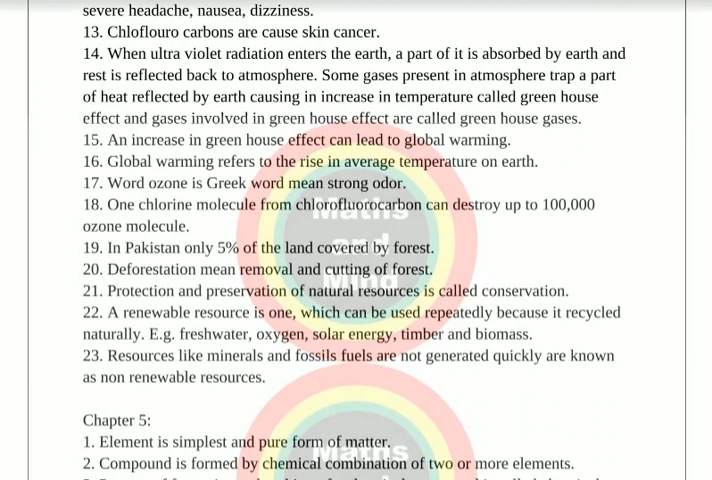 severe headache, nausea, dizziness.
13. Chloflouro carbons are cause skin cancer.
14. When ultra violet radiation enters the earth, a part of it is absorbed by earth and
rest is reflected back to atmosphere. Some gases present in atmosphere trap a part
of heat reflected by earth causing in increase in temperature called green house
effect and gases involved in green house effect are called green house gases.
15. An increase in green house effect can lead to global warming.
16. Global warming refers to the rise in average temperature on earth.
17. Word ozone is Greek word mean strong odor.
18. One chlorine molecule from chlorofluorocarbon can destroy up to 100,000
ozone molecule.
19. In Pakistan only 5% of the land covered by forest.
20. Deforestation mean removal and cutting of forest.
21. Protection and preservation of natural resources is called conservation.
22. A renewable resource is one, which can be used repeatedly because it recycled
naturally. E.g. freshwater, oxygen, solar energy, timber and biomass.
23. Resources like minerals and fossils fuels are not generated quickly are known
as non renewable resources.
Chapter 5:
1. Element is simplest and pure form of matter.
2. Compound is formed by chemical combination of two or more elements.
Maths
and
Mind
Maths